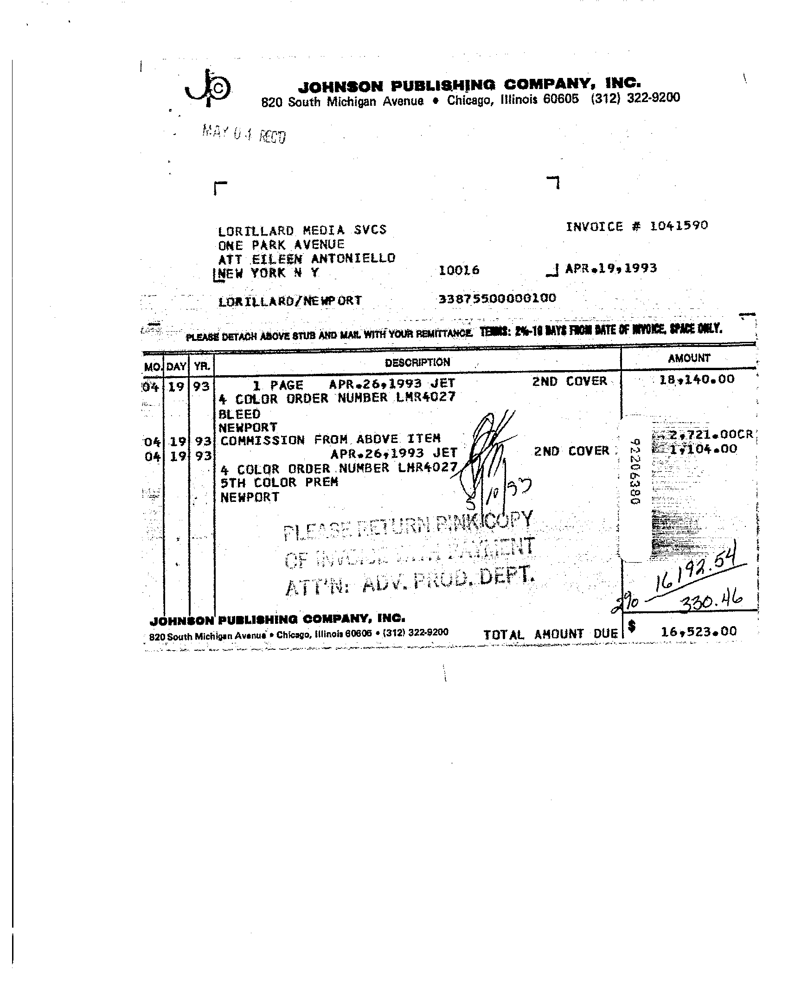 JPC
JOHNSON PUBLISHING COMPANY, INC.
820 South Michigan Avenue • Chicago, Illinois 60605 (312) 322-9200
MAY 04 REC'D
LORILLARD MEDIA SVCS INVOICE # 1041590
ONE PARK AVENUE
ATT EILEEN ANTONIELLO
NEW YORK N Y 10016 APR.19,1993
LORILLARD/NEWPORT 33875500000100
PLEASE DETACH ABOVE STUB AND MAIL WITH YOUR REMITTANCE. TERMS: 2%-10 DAYS FROM DATE OF INVOICE, SPACE ONLY.
MO. DAY YR. DESCRIPTION AMOUNT
04 19 93 1 PAGE APR.26,1993 JET 2ND COVER 18,140.00
4 COLOR ORDER NUMBER LMR4027
BLEED
NEWPORT
04 19 93 COMMISSION FROM ABOVE ITEM 2,721.00CR
04 19 93 APR.26,1993 JET 2ND COVER 1,104.00
4 COLOR ORDER NUMBER LMR4027
5TH COLOR PREM
NEWPORT
5/10/93
92206380
PLEASE RETURN PINK COPY
OF INVOICE WITH PAYMENT
ATT'N: ADV. PROD. DEPT.
16192.54
2% 330.46
JOHNSON PUBLISHING COMPANY, INC.
820 South Michigan Avenue • Chicago, Illinois 60605 • (312) 322-9200 TOTAL AMOUNT DUE $ 16,523.00